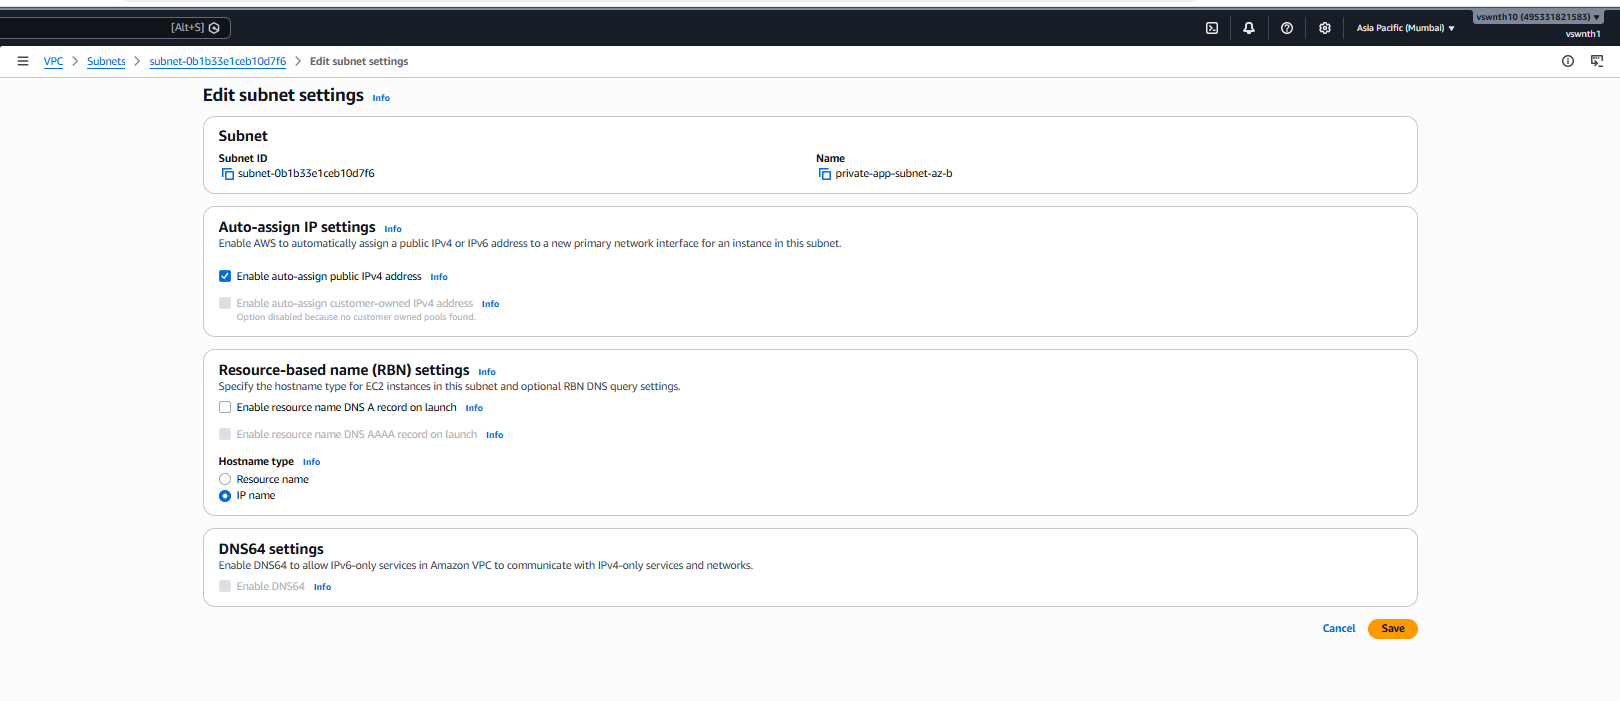 [Alt+S]
Asia Pacific (Mumbai)
vswnth10 (495331821583)
vswnth1
VPC > Subnets > subnet-0b1b33e1ceb10d7f6 > Edit subnet settings
Edit subnet settings Info
Subnet
Subnet ID Name
subnet-0b1b33e1ceb10d7f6 private-app-subnet-az-b
Auto-assign IP settings Info
Enable AWS to automatically assign a public IPv4 or IPv6 address to a new primary network interface for an instance in this subnet.
Enable auto-assign public IPv4 address Info
Enable auto-assign customer-owned IPv4 address Info
Option disabled because no customer owned pools found.
Resource-based name (RBN) settings Info
Specify the hostname type for EC2 instances in this subnet and optional RBN DNS query settings.
Enable resource name DNS A record on launch Info
Enable resource name DNS AAAA record on launch Info
Hostname type Info
Resource name
IP name
DNS64 settings
Enable DNS64 to allow IPv6-only services in Amazon VPC to communicate with IPv4-only services and networks.
Enable DNS64 Info
Cancel Save